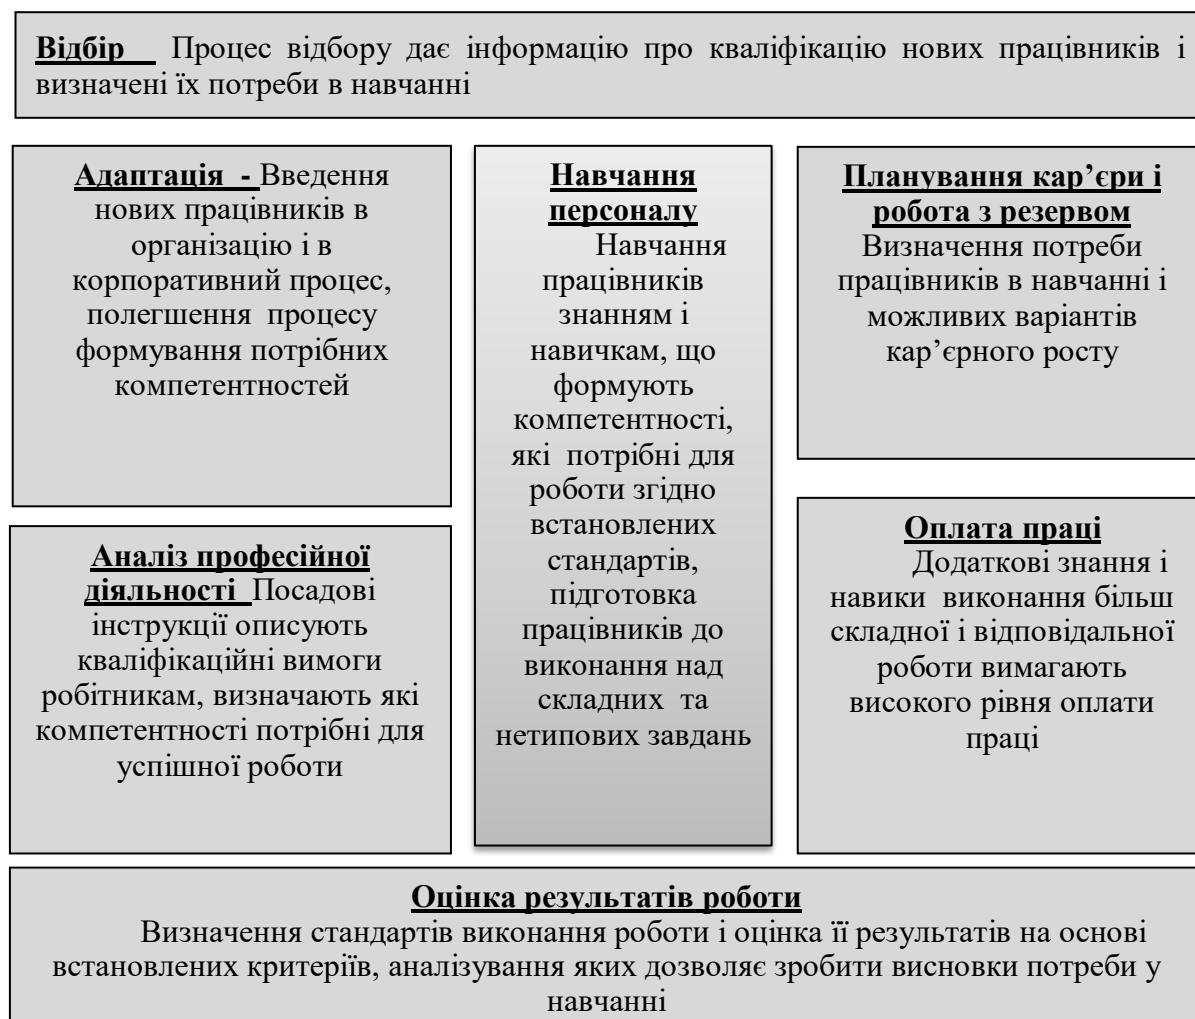 Відбір Процес відбору дає інформацію про кваліфікацію нових працівників і
визначені їх потреби в навчанні
Адаптація - Введення
нових працівників в
організацію і в
корпоративний процес,
полегшення процесу
формування потрібних
компетентностей
Навчання
персоналу
Навчання
працівників
знанням і
навичкам, що
формують
компетентності,
які потрібні для
роботи згідно
встановлених
стандартів,
підготовка
працівників до
виконання над
складних та
нетипових завдань
Планування кар’єри і
робота з резервом
Визначення потреби
працівників в навчанні і
можливих варіантів
кар’єрного росту
Аналіз професійної
діяльності Посадові
інструкції описують
кваліфікаційні вимоги
робітникам, визначають які
компетентності потрібні для
успішної роботи
Оплата праці
Додаткові знання і
навики виконання більш
складної і відповідальної
роботи вимагають
високого рівня оплати
праці
Оцінка результатів роботи
Визначення стандартів виконання роботи і оцінка її результатів на основі
встановлених критеріїв, аналізування яких дозволяє зробити висновки потреби у
навчанні